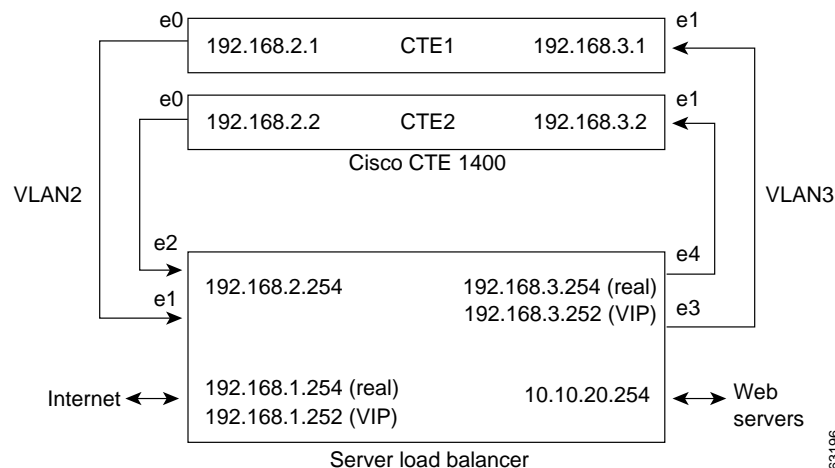 e0
192.168.2.1 CTE1 192.168.3.1
e1
e0
192.168.2.2 CTE2 192.168.3.2
e1
Cisco CTE 1400
VLAN2
VLAN3
e2
e1
192.168.2.254
192.168.3.254 (real)
192.168.3.252 (VIP)
e4
e3
Internet
192.168.1.254 (real)
192.168.1.252 (VIP)
10.10.20.254
Web
servers
Server load balancer
63196